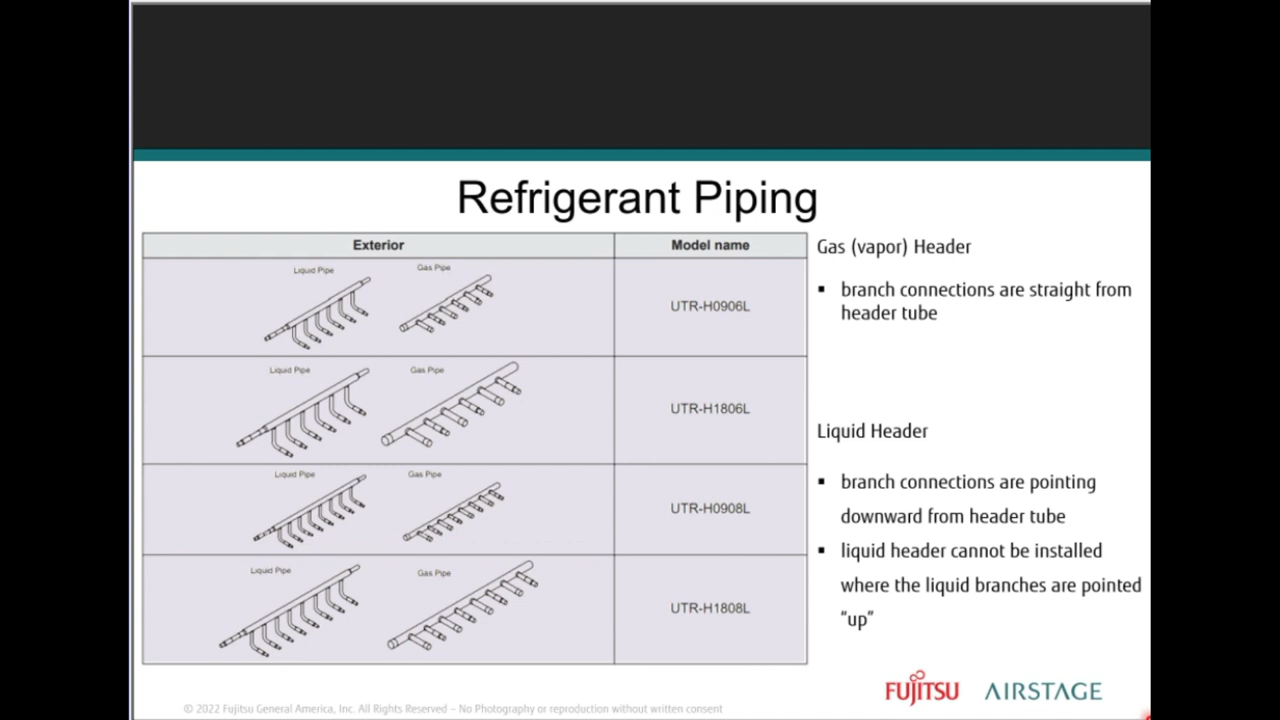 Refrigerant Piping
Exterior
Model name
Liquid Pipe
Gas Pipe
UTR-H0906L
Liquid Pipe
Gas Pipe
UTR-H1806L
Liquid Pipe
Gas Pipe
UTR-H0908L
Liquid Pipe
Gas Pipe
UTR-H1808L
Gas (vapor) Header
▪ branch connections are straight from
header tube
Liquid Header
▪ branch connections are pointing
downward from header tube
▪ liquid header cannot be installed
where the liquid branches are pointed
“up”
FUJITSU AIRSTAGE
© 2022 Fujitsu General America, Inc. All Rights Reserved – No Photography or reproduction without written consent